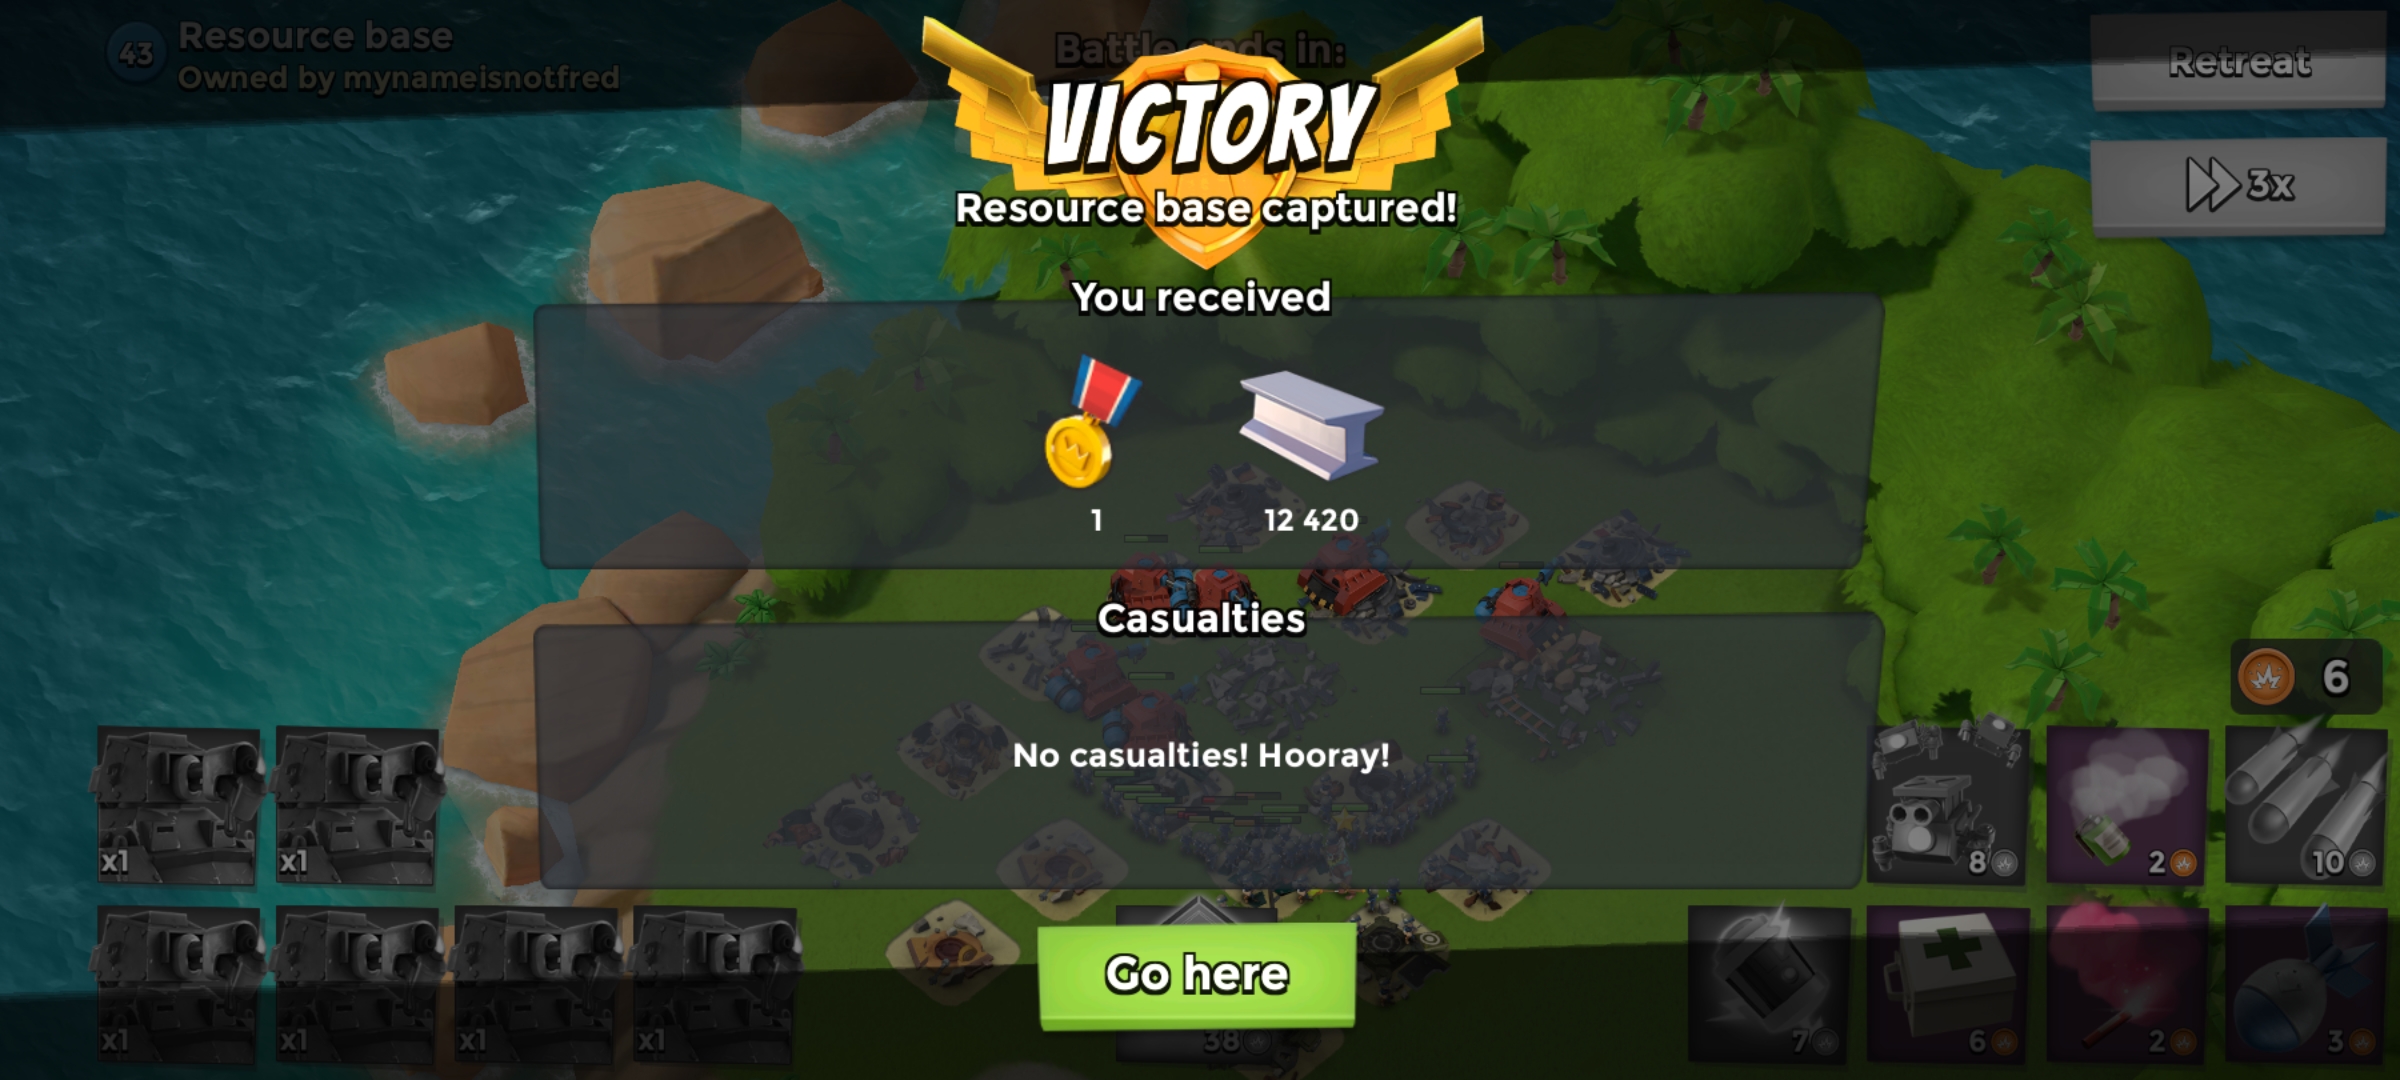 43
Resource base
Owned by mynameisnotfred
Battle ends in:
Retreat
3x
VICTORY
Resource base captured!
You received
1
12 420
Casualties
No casualties! Hooray!
6
x1
x1
8
2
10
x1
x1
x1
x1
Go here
38
7
6
2
3